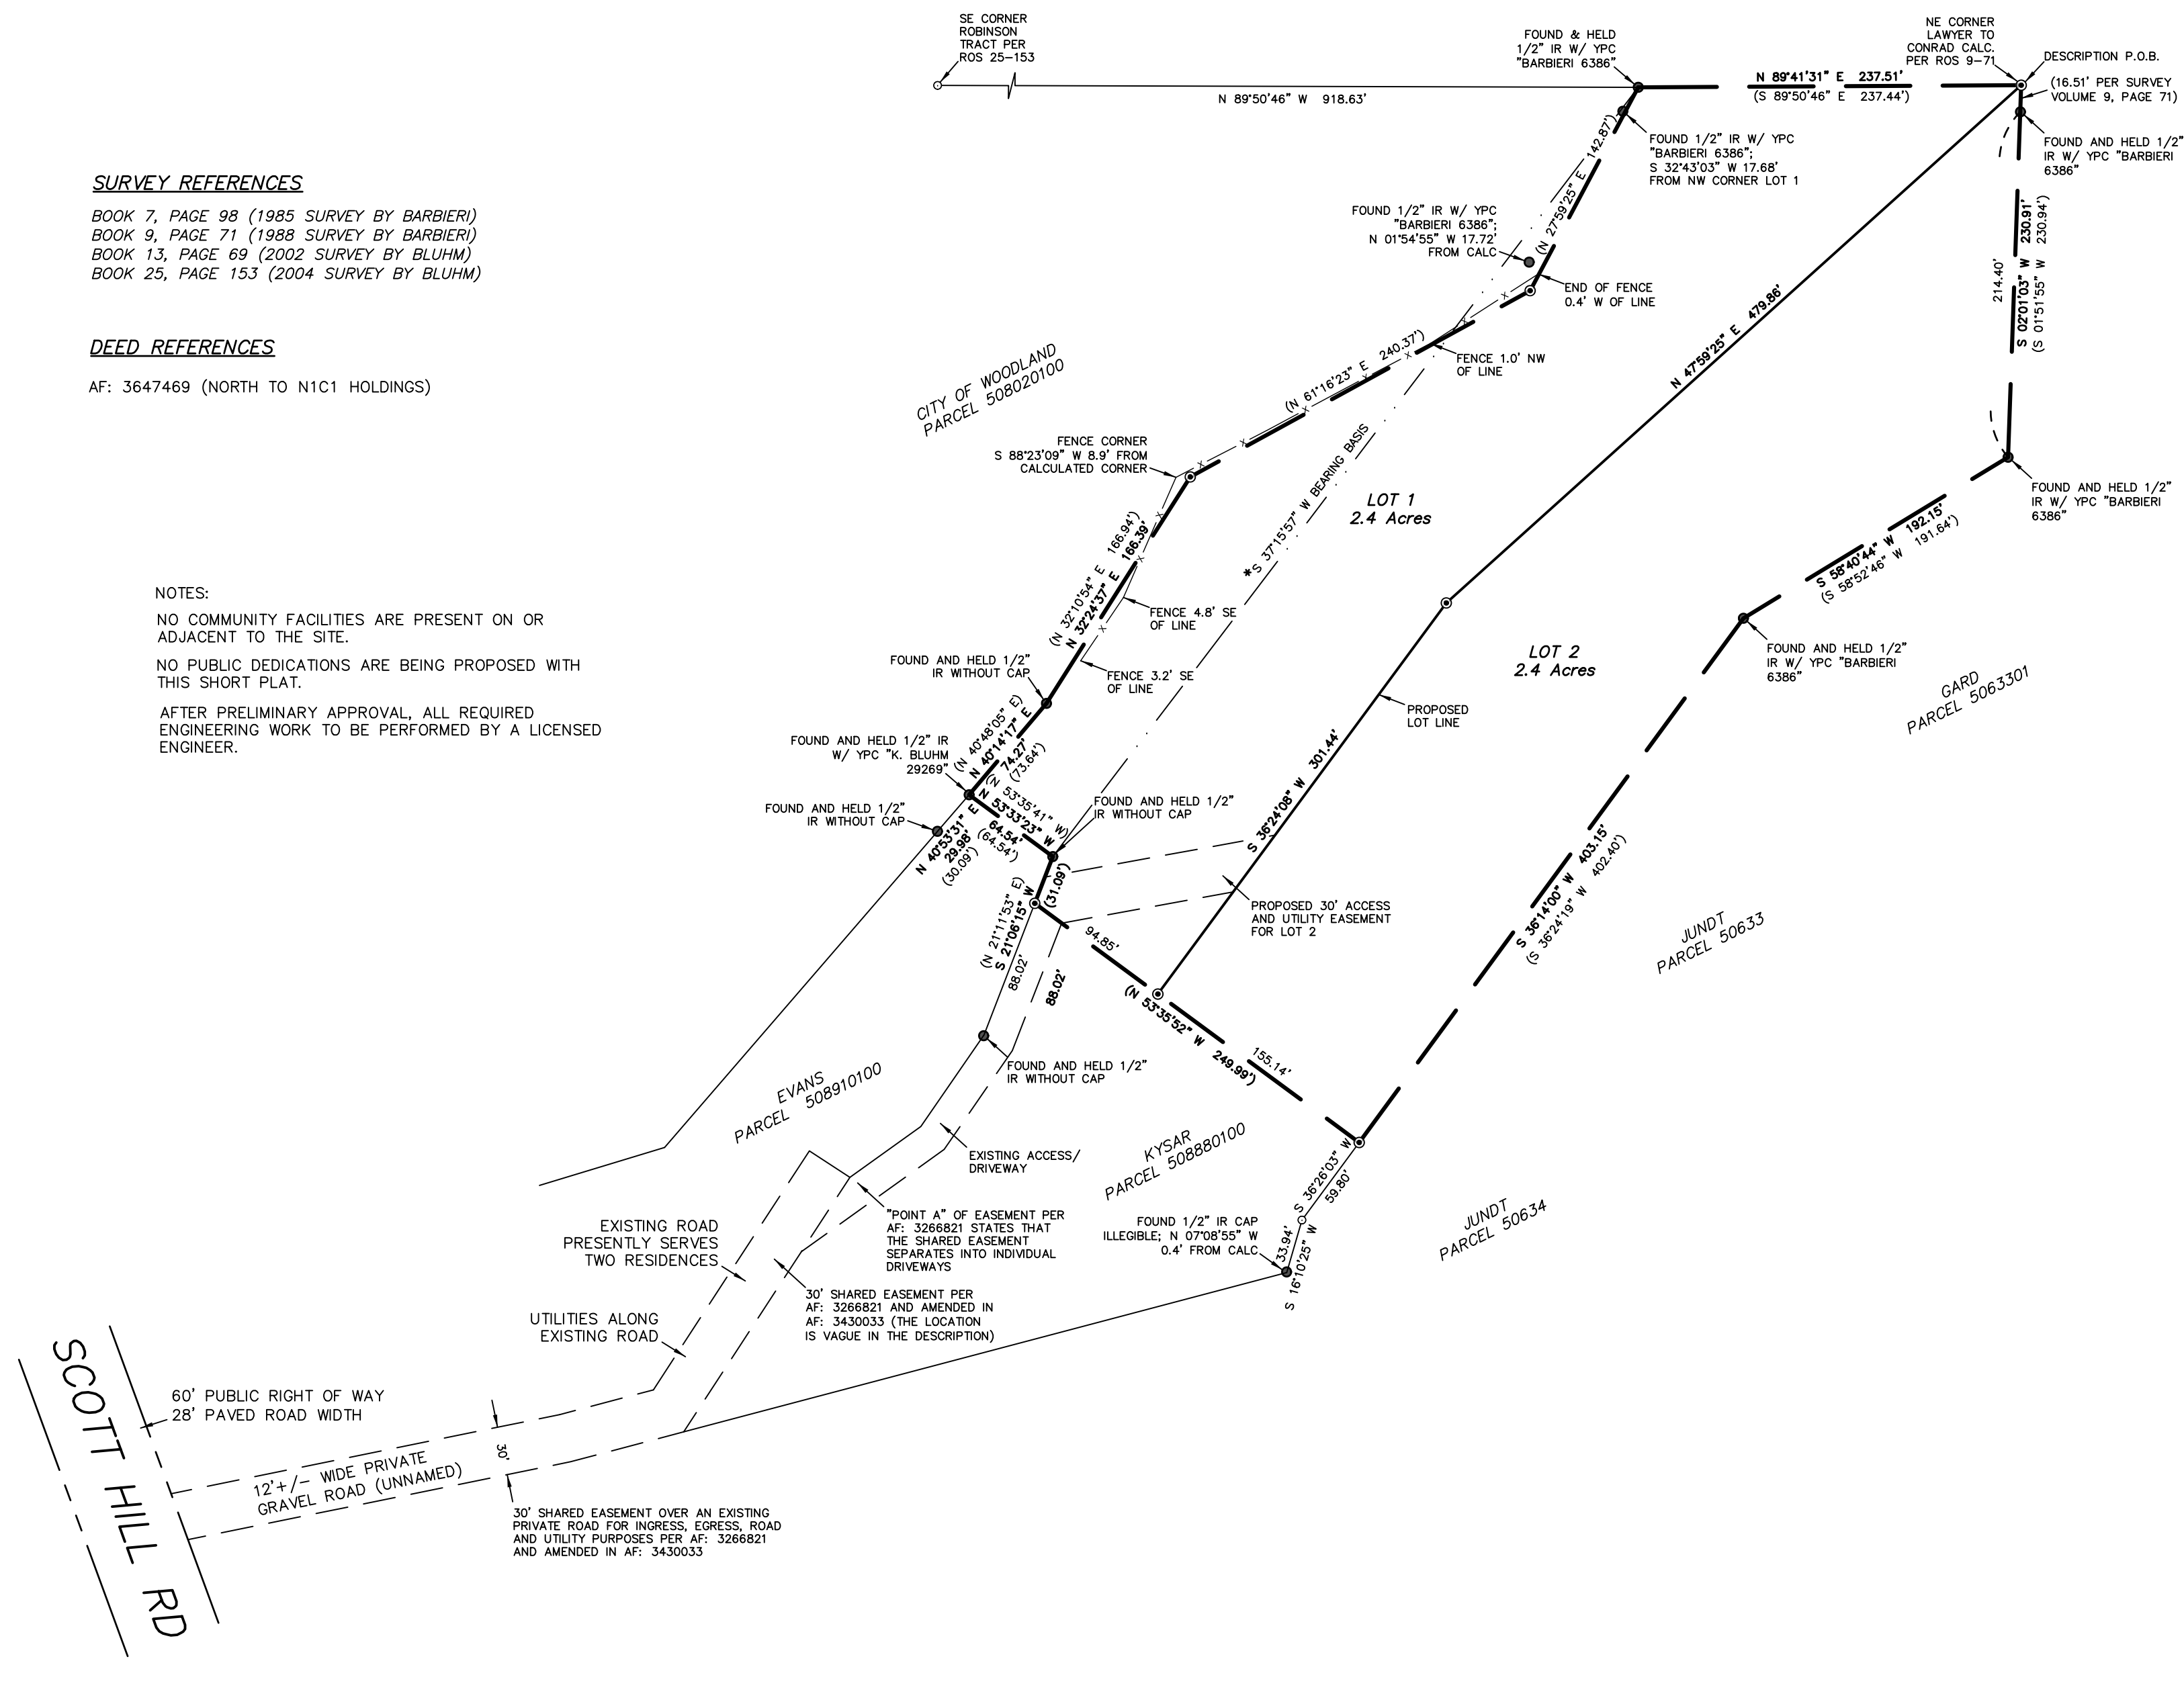 SE CORNER
ROBINSON
TRACT PER
ROS 25-153
FOUND & HELD
1/2" IR W/ YPC
"BARBIERI 6386"
NE CORNER
LAWYER TO
CONRAD CALC.
PER ROS 9-71
DESCRIPTION P.O.B.
(16.51' PER SURVEY
VOLUME 9, PAGE 71)
N 89°50'46" W 918.63'
N 89°41'31" E 237.51'
(S 89°50'46" E 237.44')
FOUND AND HELD 1/2"
IR W/ YPC "BARBIERI
6386"
FOUND 1/2" IR W/ YPC
"BARBIERI 6386";
S 32°43'03" W 17.68'
FROM NW CORNER LOT 1
(N 27°59'25" E 142.87')
SURVEY REFERENCES
BOOK 7, PAGE 98 (1985 SURVEY BY BARBIERI)
BOOK 9, PAGE 71 (1988 SURVEY BY BARBIERI)
BOOK 13, PAGE 69 (2002 SURVEY BY BLUHM)
BOOK 25, PAGE 153 (2004 SURVEY BY BLUHM)
FOUND 1/2" IR W/ YPC
"BARBIERI 6386";
N 01°54'55" W 17.72'
FROM CALC
END OF FENCE
0.4' W OF LINE
214.40'
S 02°01'03" W 230.91'
(S 01°51'55" W 230.94')
N 47°59'25" E 479.86'
DEED REFERENCES
AF: 3647469 (NORTH TO N1C1 HOLDINGS)
CITY OF WOODLAND
PARCEL 508020100
(N 61°16'23" E 240.37')
FENCE 1.0' NW
OF LINE
FENCE CORNER
S 88°23'09" W 8.9' FROM
CALCULATED CORNER
*S 37°15'57" W BEARING BASIS
LOT 1
2.4 Acres
FOUND AND HELD 1/2"
IR W/ YPC "BARBIERI
6386"
S 58°40'44" W 192.15'
(S 58°52'46" W 191.64')
(N 32°10'54" E 166.94')
N 32°24'37" E 166.39'
NOTES:
NO COMMUNITY FACILITIES ARE PRESENT ON OR
ADJACENT TO THE SITE.
NO PUBLIC DEDICATIONS ARE BEING PROPOSED WITH
THIS SHORT PLAT.
AFTER PRELIMINARY APPROVAL, ALL REQUIRED
ENGINEERING WORK TO BE PERFORMED BY A LICENSED
ENGINEER.
FENCE 4.8' SE
OF LINE
FENCE 3.2' SE
OF LINE
FOUND AND HELD 1/2"
IR WITHOUT CAP
LOT 2
2.4 Acres
FOUND AND HELD 1/2"
IR W/ YPC "BARBIERI
6386"
GARD
PARCEL 5063301
PROPOSED
LOT LINE
FOUND AND HELD 1/2" IR
W/ YPC "K. BLUHM
29269"
(N 40°48'05" E)
N 40°14'17" E
74.27'
(73.64')
(N 53°35'41" W)
N 53°33'23" W
64.54'
(64.54')
FOUND AND HELD 1/2"
IR WITHOUT CAP
FOUND AND HELD 1/2"
IR WITHOUT CAP
N 40°53'31" E
29.98'
(30.09')
S 36°24'08" W 301.44'
S 36°14'00" W 403.15'
(S 36°24'19" W 402.40')
(N 21°11'53" E)
S 21°06'15" W
(31.09')
88.02'
88.02'
94.85'
PROPOSED 30' ACCESS
AND UTILITY EASEMENT
FOR LOT 2
JUNDT
PARCEL 50633
(N 53°35'52" W 249.99')
155.14'
FOUND AND HELD 1/2"
IR WITHOUT CAP
EVANS
PARCEL 508910100
EXISTING ACCESS/
DRIVEWAY
KYSAR
PARCEL 508880100
S 36°26'03" W
59.80'
"POINT A" OF EASEMENT PER
AF: 3266821 STATES THAT
THE SHARED EASEMENT
SEPARATES INTO INDIVIDUAL
DRIVEWAYS
FOUND 1/2" IR CAP
ILLEGIBLE; N 07°08'55" W
0.4' FROM CALC
33.94'
S 16°10'25" W
JUNDT
PARCEL 50634
EXISTING ROAD
PRESENTLY SERVES
TWO RESIDENCES
30' SHARED EASEMENT PER
AF: 3266821 AND AMENDED IN
AF: 3430033 (THE LOCATION
IS VAGUE IN THE DESCRIPTION)
UTILITIES ALONG
EXISTING ROAD
SCOTT HILL RD
60' PUBLIC RIGHT OF WAY
28' PAVED ROAD WIDTH
12'+/- WIDE PRIVATE
GRAVEL ROAD (UNNAMED)
30'
30' SHARED EASEMENT OVER AN EXISTING
PRIVATE ROAD FOR INGRESS, EGRESS, ROAD
AND UTILITY PURPOSES PER AF: 3266821
AND AMENDED IN AF: 3430033